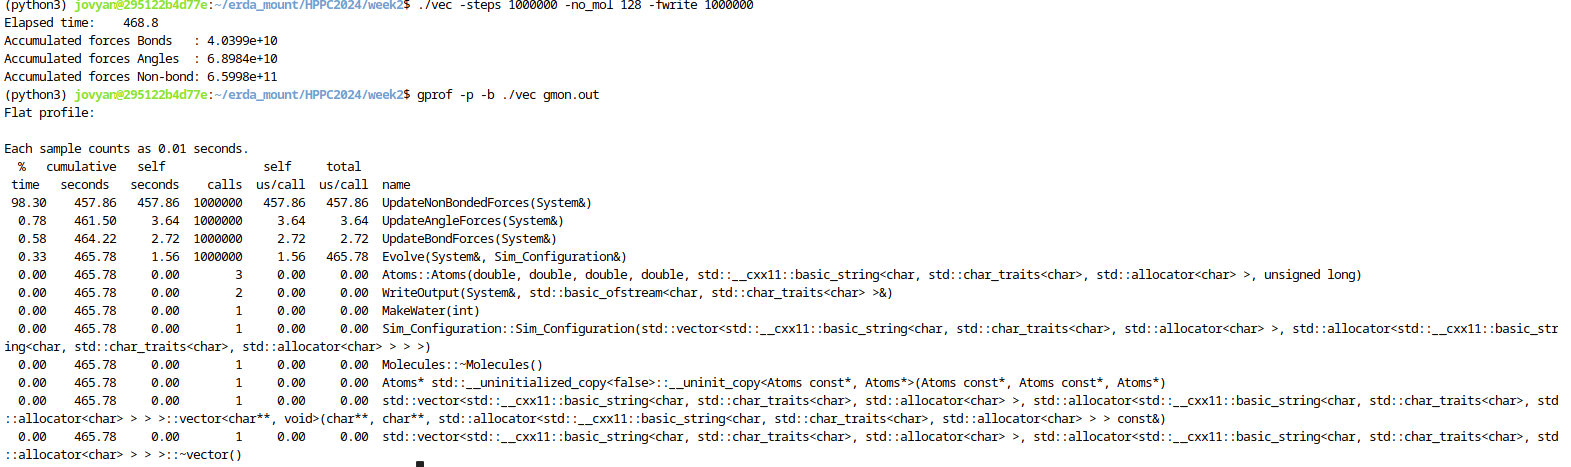 (python3) jovyan@295122b4d77e:~/erda_mount/HPPC2024/week2$ ./vec -steps 1000000 -no_mol 128 -fwrite 1000000
Elapsed time:    468.8
Accumulated forces Bonds   : 4.0399e+10
Accumulated forces Angles  : 6.8984e+10
Accumulated forces Non-bond: 6.5998e+11
(python3) jovyan@295122b4d77e:~/erda_mount/HPPC2024/week2$ gprof -p -b ./vec gmon.out
Flat profile:

Each sample counts as 0.01 seconds.
  %   cumulative   self              self     total
 time   seconds   seconds    calls  us/call  us/call  name
 98.30    457.86   457.86  1000000   457.86   457.86  UpdateNonBondedForces(System&)
  0.78    461.50     3.64  1000000     3.64     3.64  UpdateAngleForces(System&)
  0.58    464.22     2.72  1000000     2.72     2.72  UpdateBondForces(System&)
  0.33    465.78     1.56  1000000     1.56   465.78  Evolve(System&, Sim_Configuration&)
  0.00    465.78     0.00        3     0.00     0.00  Atoms::Atoms(double, double, double, double, std::__cxx11::basic_string<char, std::char_traits<char>, std::allocator<char> >, unsigned long)
  0.00    465.78     0.00        2     0.00     0.00  WriteOutput(System&, std::basic_ofstream<char, std::char_traits<char> >&)
  0.00    465.78     0.00        1     0.00     0.00  MakeWater(int)
  0.00    465.78     0.00        1     0.00     0.00  Sim_Configuration::Sim_Configuration(std::vector<std::__cxx11::basic_string<char, std::char_traits<char>, std::allocator<char> >, std::allocator<std::__cxx11::basic_str
ing<char, std::char_traits<char>, std::allocator<char> > > >)
  0.00    465.78     0.00        1     0.00     0.00  Molecules::~Molecules()
  0.00    465.78     0.00        1     0.00     0.00  Atoms* std::__uninitialized_copy<false>::__uninit_copy<Atoms const*, Atoms*>(Atoms const*, Atoms const*, Atoms*)
  0.00    465.78     0.00        1     0.00     0.00  std::vector<std::__cxx11::basic_string<char, std::char_traits<char>, std::allocator<char> >, std::allocator<std::__cxx11::basic_string<char, std::char_traits<char>, std
::allocator<char> > > >::vector<char**, void>(char**, char**, std::allocator<std::__cxx11::basic_string<char, std::char_traits<char>, std::allocator<char> > > const&)
  0.00    465.78     0.00        1     0.00     0.00  std::vector<std::__cxx11::basic_string<char, std::char_traits<char>, std::allocator<char> >, std::allocator<std::__cxx11::basic_string<char, std::char_traits<char>, std
::allocator<char> > > >::~vector()